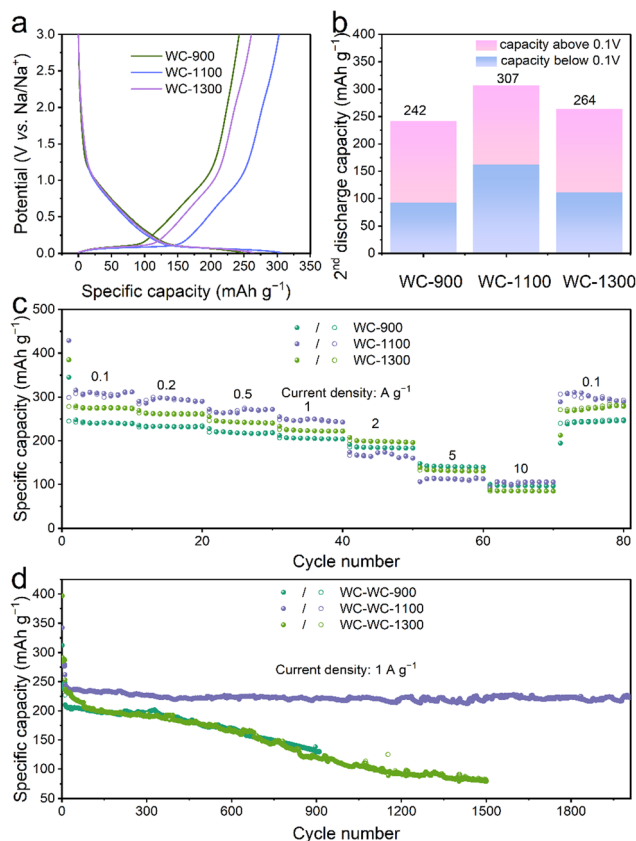 a
Potential (V vs. Na/Na⁺)
3.0
2.5
2.0
1.5
1.0
0.5
0.0
WC-900
WC-1100
WC-1300
0 50 100 150 200 250 300 350
Specific capacity (mAh g⁻¹)
b
2nd discharge capacity (mAh g⁻¹)
400
350
300
250
200
150
100
50
0
capacity above 0.1V
capacity below 0.1V
242
307
264
WC-900 WC-1100 WC-1300
c
Specific capacity (mAh g⁻¹)
500
400
300
200
100
0
/ WC-900
/ WC-1100
/ WC-1300
Current density: A g⁻¹
0.1 0.2 0.5 1 2 5 10 0.1
0 20 40 60 80
Cycle number
d
Specific capacity (mAh g⁻¹)
400
350
300
250
200
150
100
50
/ WC-WC-900
/ WC-WC-1100
/ WC-WC-1300
Current density: 1 A g⁻¹
0 300 600 900 1200 1500 1800
Cycle number